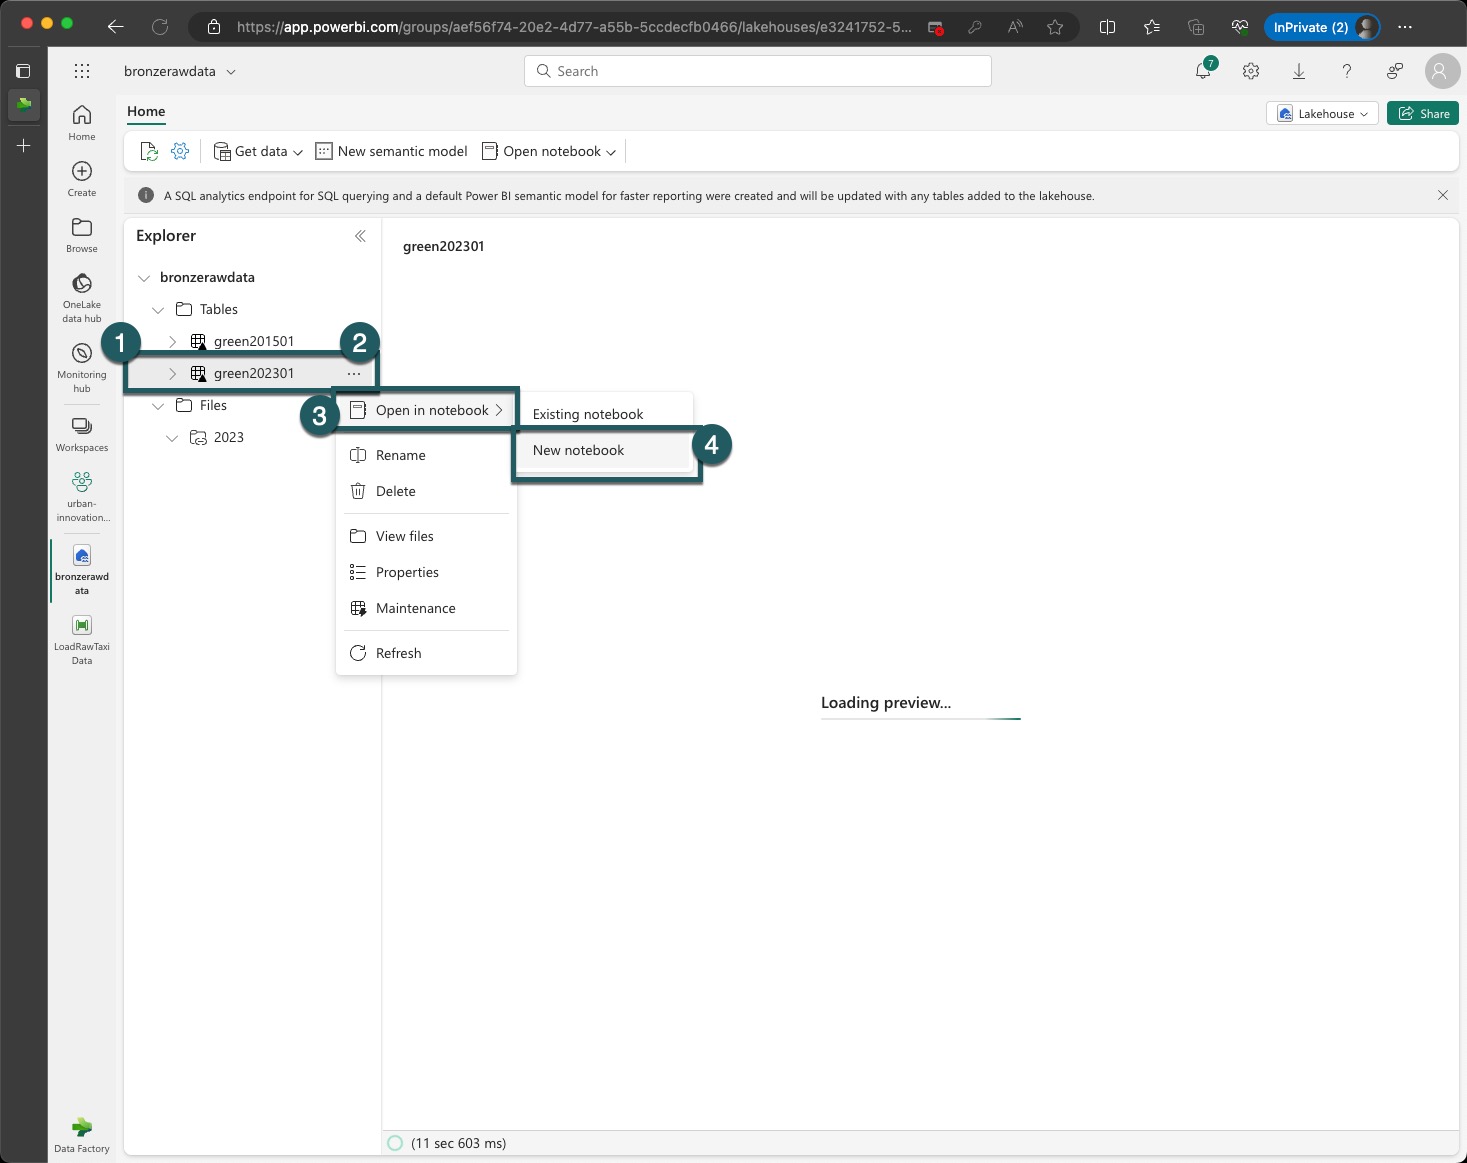 https://app.powerbi.com/groups/aef56f74-20e2-4d77-a55b-5ccdecfb0466/lakehouses/e3241752-5...
InPrivate (2)
bronzerawdata
Search
7
Home
Lakehouse
Share
Get data
New semantic model
Open notebook
A SQL analytics endpoint for SQL querying and a default Power BI semantic model for faster reporting were created and will be updated with any tables added to the lakehouse.
Home
Create
Browse
OneLake
data hub
Monitoring
hub
Workspaces
urban-
innovation...
bronzerawd
ata
LoadRawTaxi
Data
Data Factory
Explorer
bronzerawdata
Tables
green201501
green202301
Files
2023
1
2
3
4
Open in notebook
Rename
Delete
View files
Properties
Maintenance
Refresh
Existing notebook
New notebook
green202301
Loading preview...
(11 sec 603 ms)